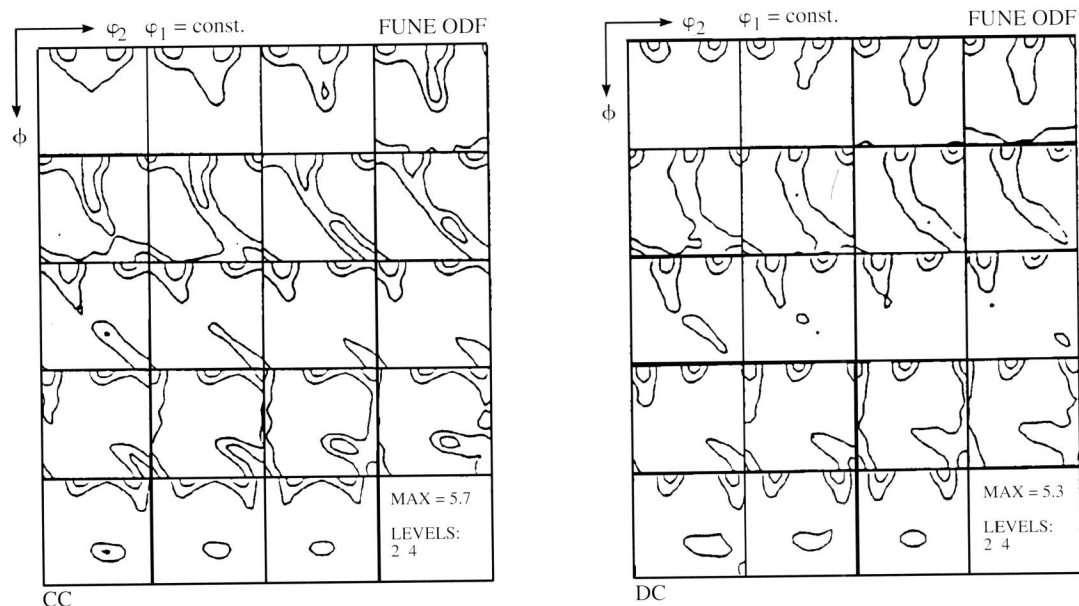 φ₂ φ₁ = const. FUNE ODF
ϕ
MAX = 5.7
LEVELS:
2 4
CC
φ₂ φ₁ = const. FUNE ODF
ϕ
MAX = 5.3
LEVELS:
2 4
DC